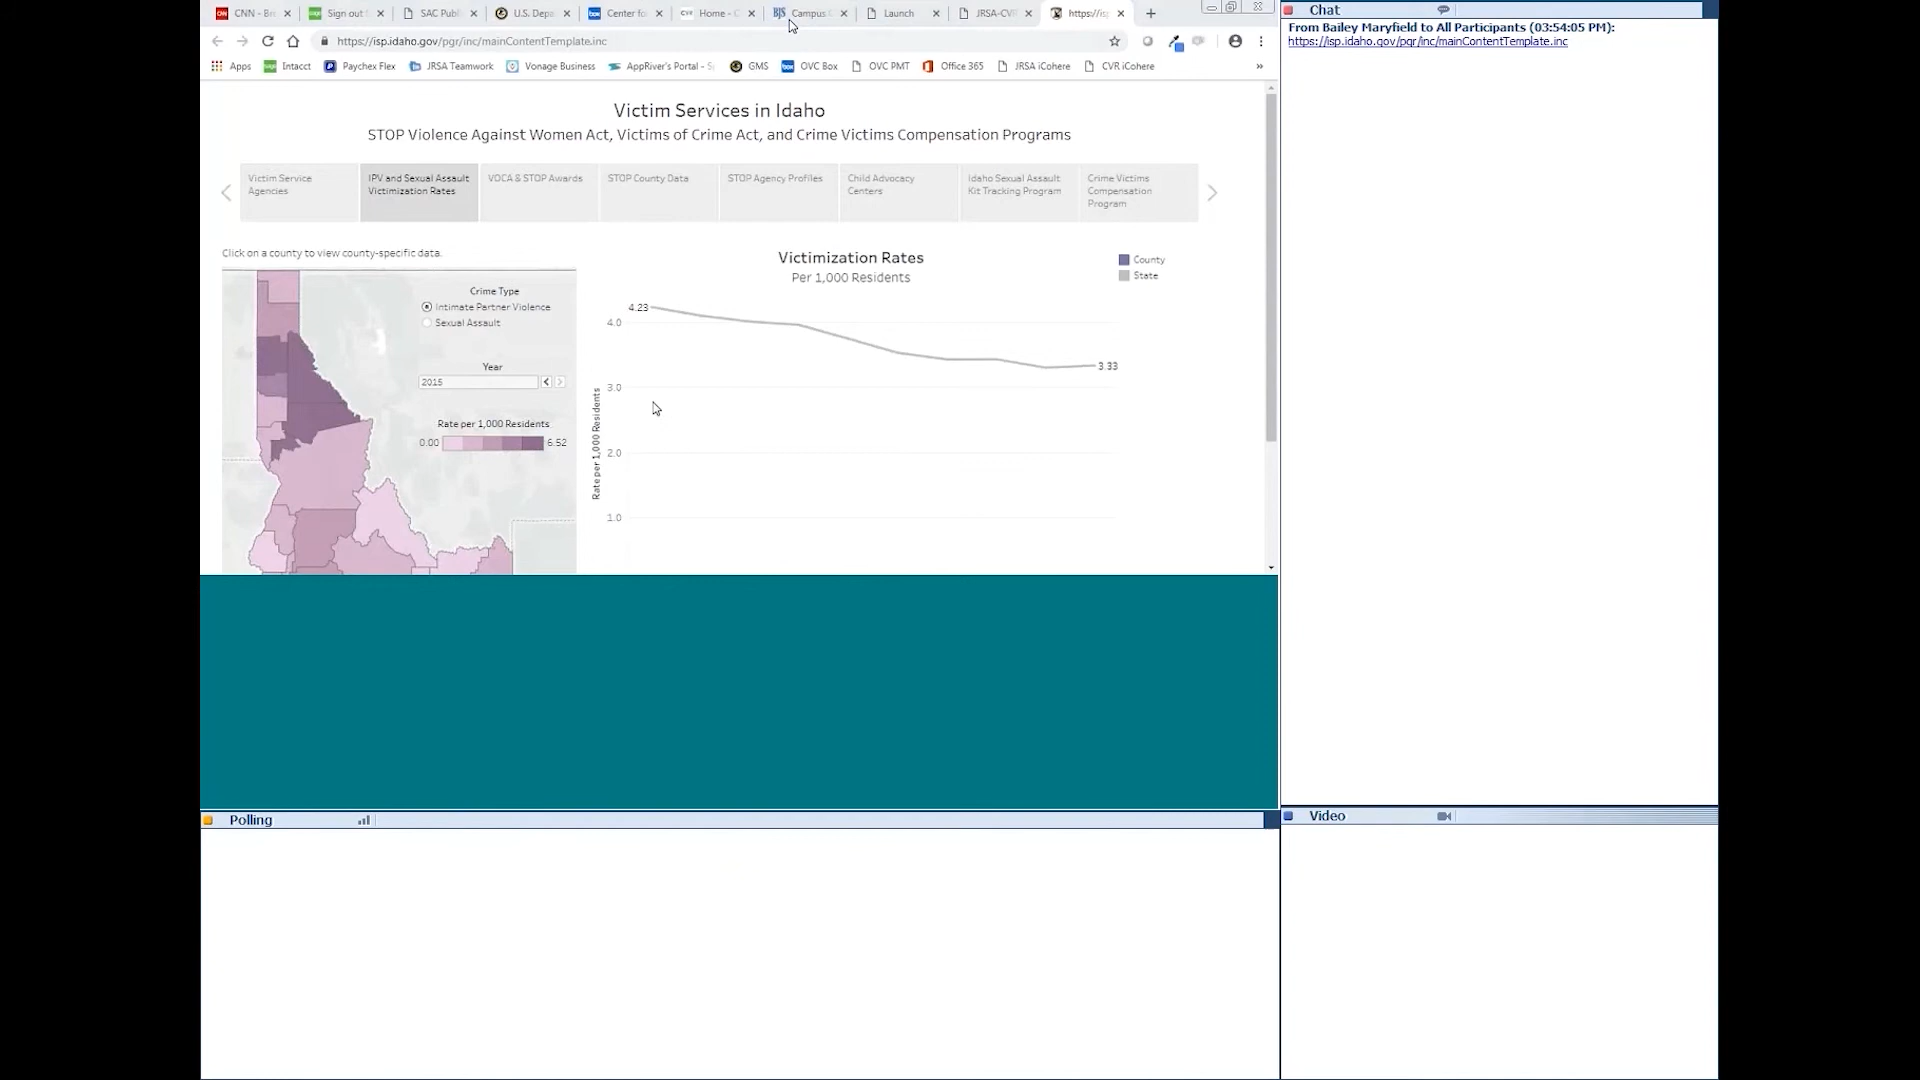 CNN - Br
Sign out
SAC Publ
U.S. Depa
Center fo
Home - C
BJS Campus
Launch
JRSA-CVR
https://is
https://isp.idaho.gov/pgr/inc/mainContentTemplate.inc
Apps
Intacct
Paychex Flex
JRSA Teamwork
Vonage Business
AppRiver's Portal - S
GMS
OVC Box
OVC PMT
Office 365
JRSA iCohere
CVR iCohere
»
Victim Services in Idaho
STOP Violence Against Women Act, Victims of Crime Act, and Crime Victims Compensation Programs
Victim Service
Agencies
IPV and Sexual Assault
Victimization Rates
VOCA & STOP Awards
STOP County Data
STOP Agency Profiles
Child Advocacy
Centers
Idaho Sexual Assault
Kit Tracking Program
Crime Victims
Compensation
Program
Click on a county to view county-specific data.
Crime Type
Intimate Partner Violence
Sexual Assault
Year
2015
Rate per 1,000 Residents
0.00 6.52
Victimization Rates
Per 1,000 Residents
County
State
4.23
4.0
3.33
3.0
2.0
1.0
Rate per 1,000 Residents
Chat
From Bailey Maryfield to All Participants (03:54:05 PM):
https://isp.idaho.gov/pgr/inc/mainContentTemplate.inc
Polling
Video